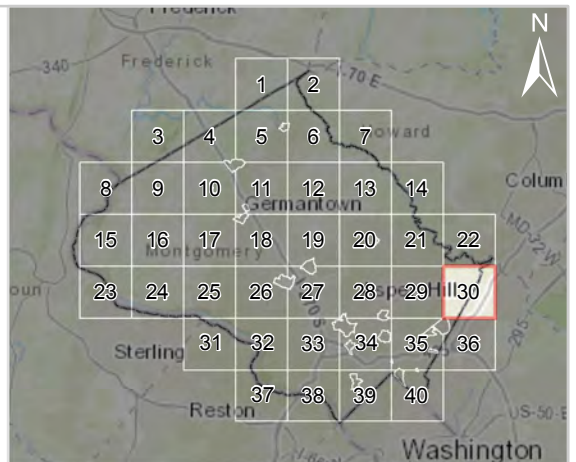 Frederick
N
340
Frederick
I-70 E
1 2
3 4 5 6 7
oward
8 9 10 11 12 13 14
Colum
Germantown
15 16 17 18 19 20 21 22
MD-32 W
Montgomery
oun
23 24 25 26 27 28 29 30
spen Hill
I-270 S
295
Sterling
31 32 33 34 35 36
37 38 39 40
Reston
US-50 E
Washington